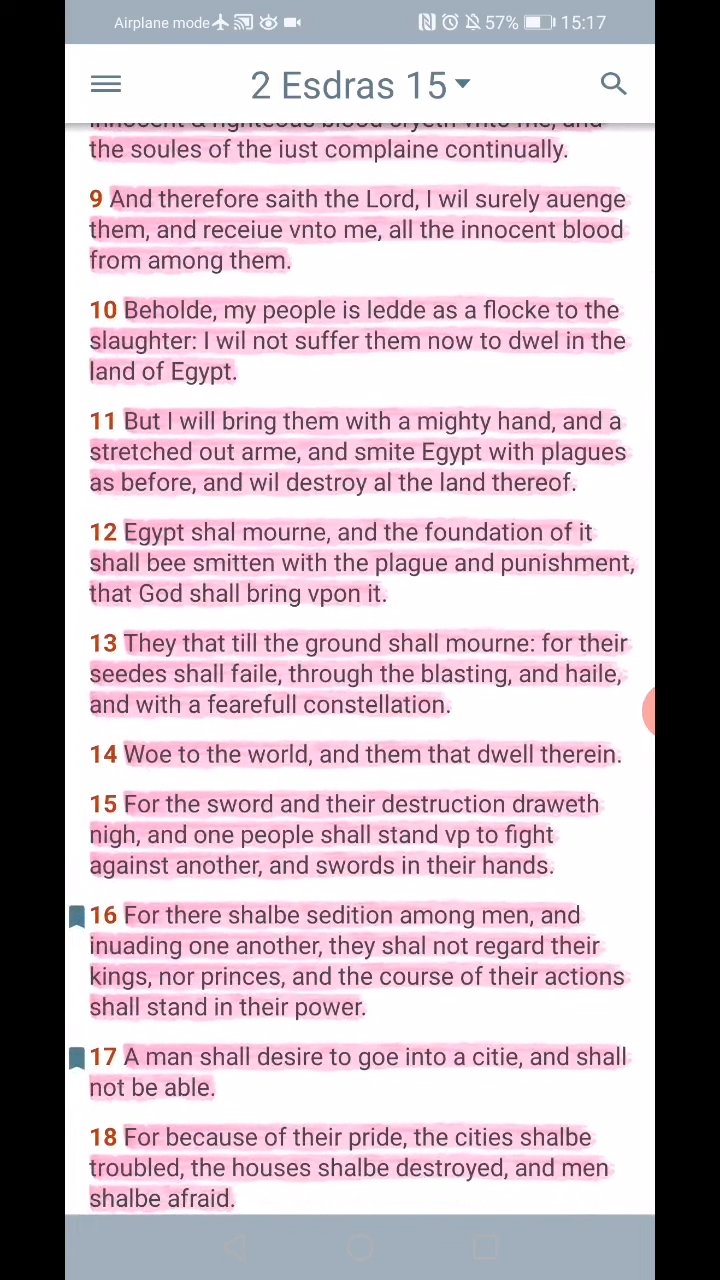 Airplane mode 57% 15:17
2 Esdras 15
innocent & righteous blood cryeth vnto me, and
the soules of the iust complaine continually.
9 And therefore saith the Lord, I wil surely auenge
them, and receiue vnto me, all the innocent blood
from among them.
10 Beholde, my people is ledde as a flocke to the
slaughter: I wil not suffer them now to dwel in the
land of Egypt.
11 But I will bring them with a mighty hand, and a
stretched out arme, and smite Egypt with plagues
as before, and wil destroy al the land thereof.
12 Egypt shal mourne, and the foundation of it
shall bee smitten with the plague and punishment,
that God shall bring vpon it.
13 They that till the ground shall mourne: for their
seedes shall faile, through the blasting, and haile,
and with a fearefull constellation.
14 Woe to the world, and them that dwell therein.
15 For the sword and their destruction draweth
nigh, and one people shall stand vp to fight
against another, and swords in their hands.
16 For there shalbe sedition among men, and
inuading one another, they shal not regard their
kings, nor princes, and the course of their actions
shall stand in their power.
17 A man shall desire to goe into a citie, and shall
not be able.
18 For because of their pride, the cities shalbe
troubled, the houses shalbe destroyed, and men
shalbe afraid.